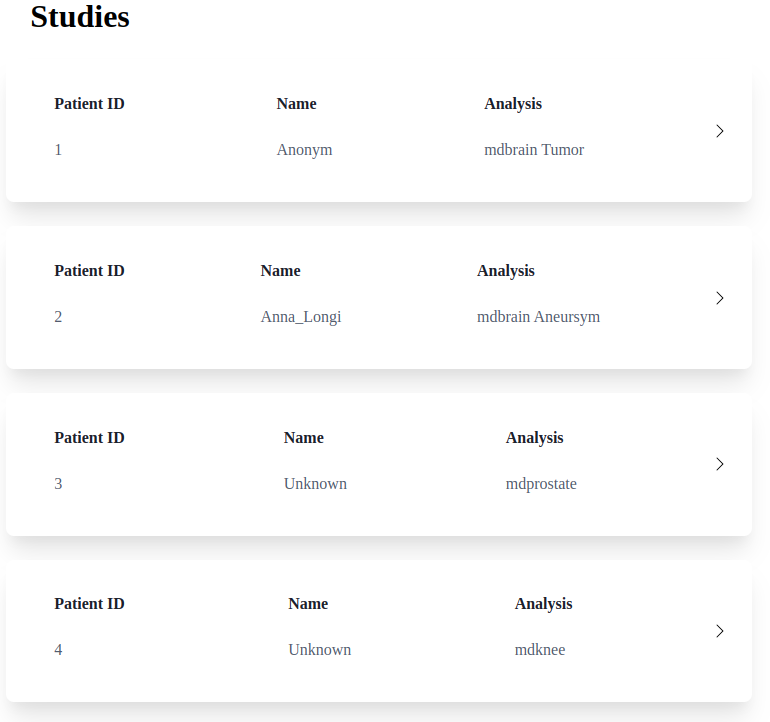 Studies
Patient ID Name Analysis
1 Anonym mdbrain Tumor
Patient ID Name Analysis
2 Anna_Longi mdbrain Aneursym
Patient ID Name Analysis
3 Unknown mdprostate
Patient ID Name Analysis
4 Unknown mdknee